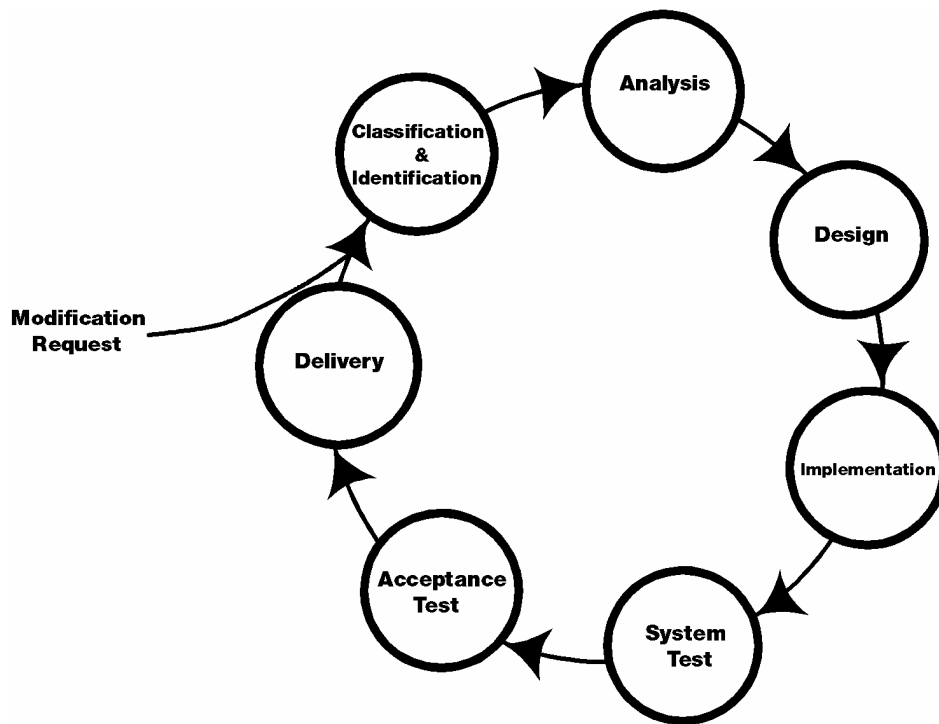 Analysis
Classification
&
Identification
Design
Modification
Request
Delivery
Implementation
Acceptance
Test
System
Test